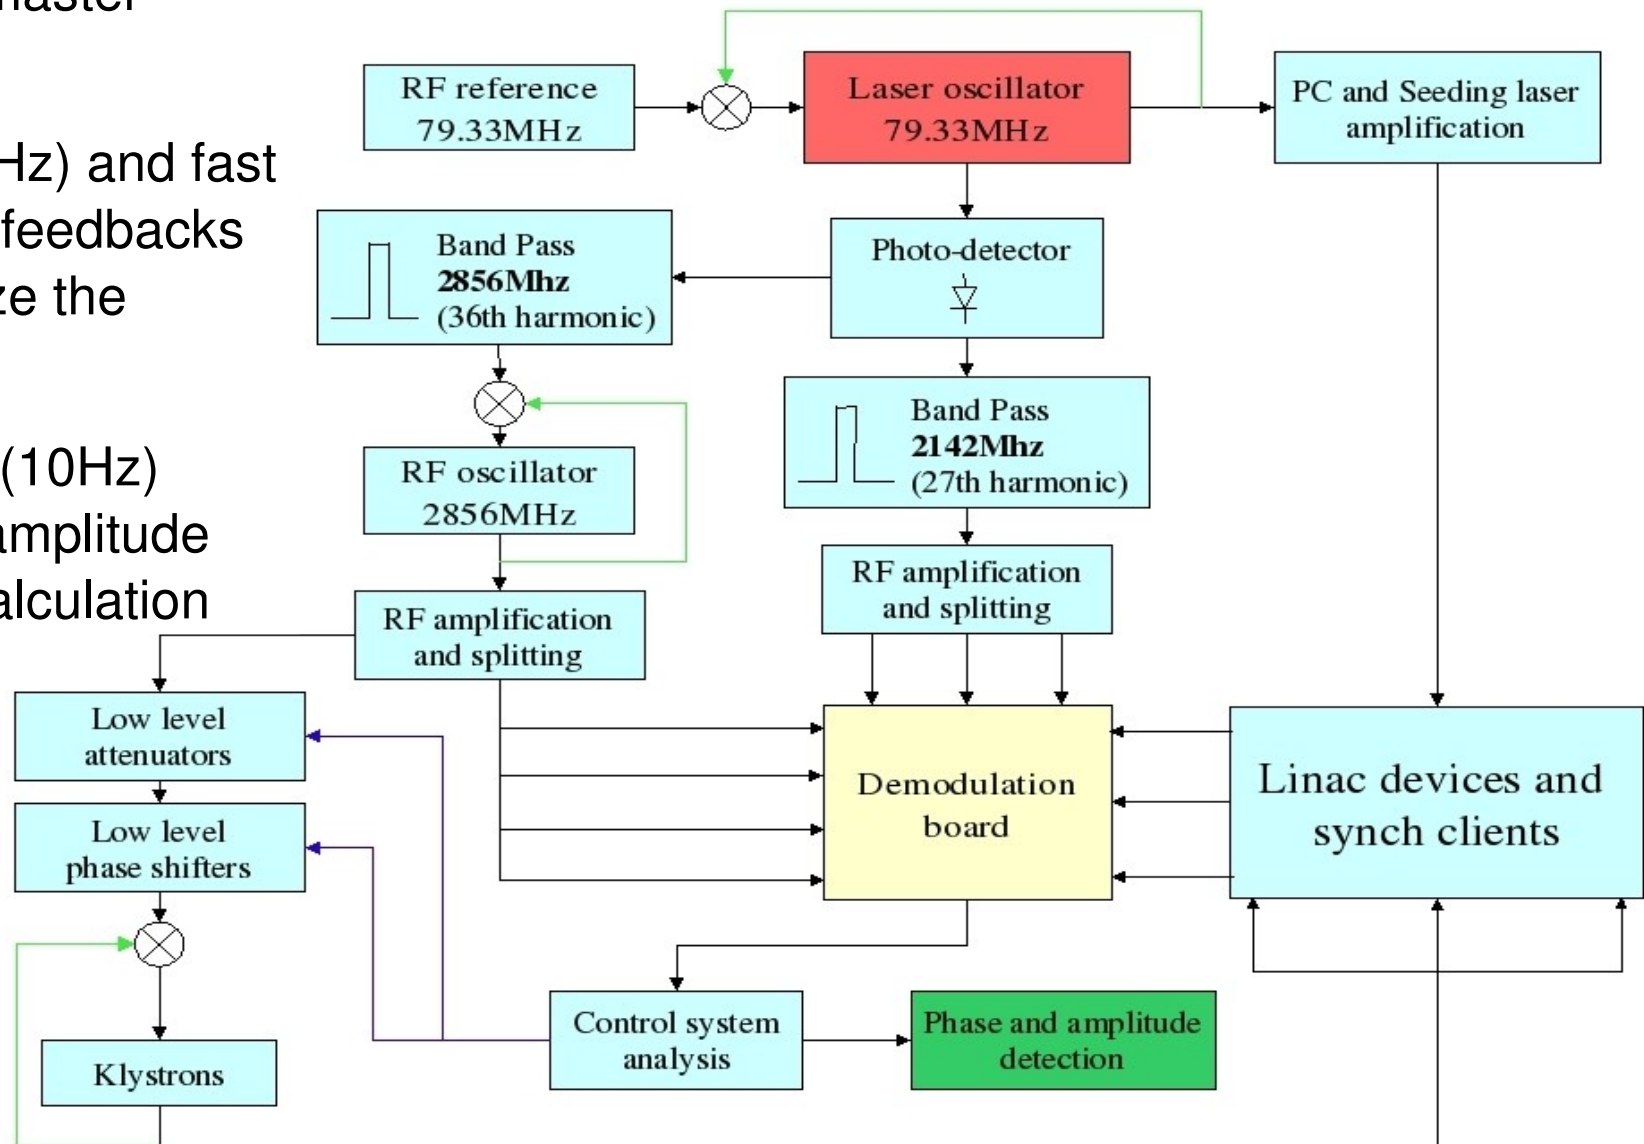 master
Hz) and fast
feedbacks
ze the
(10Hz)
amplitude
alculation
RF reference
79.33MHz
Laser oscillator
79.33MHz
PC and Seeding laser
amplification
Band Pass
2856Mhz
(36th harmonic)
Photo-detector
Band Pass
2142Mhz
(27th harmonic)
RF oscillator
2856MHz
RF amplification
and splitting
RF amplification
and splitting
Low level
attenuators
Low level
phase shifters
Demodulation
board
Linac devices and
synch clients
Klystrons
Control system
analysis
Phase and amplitude
detection